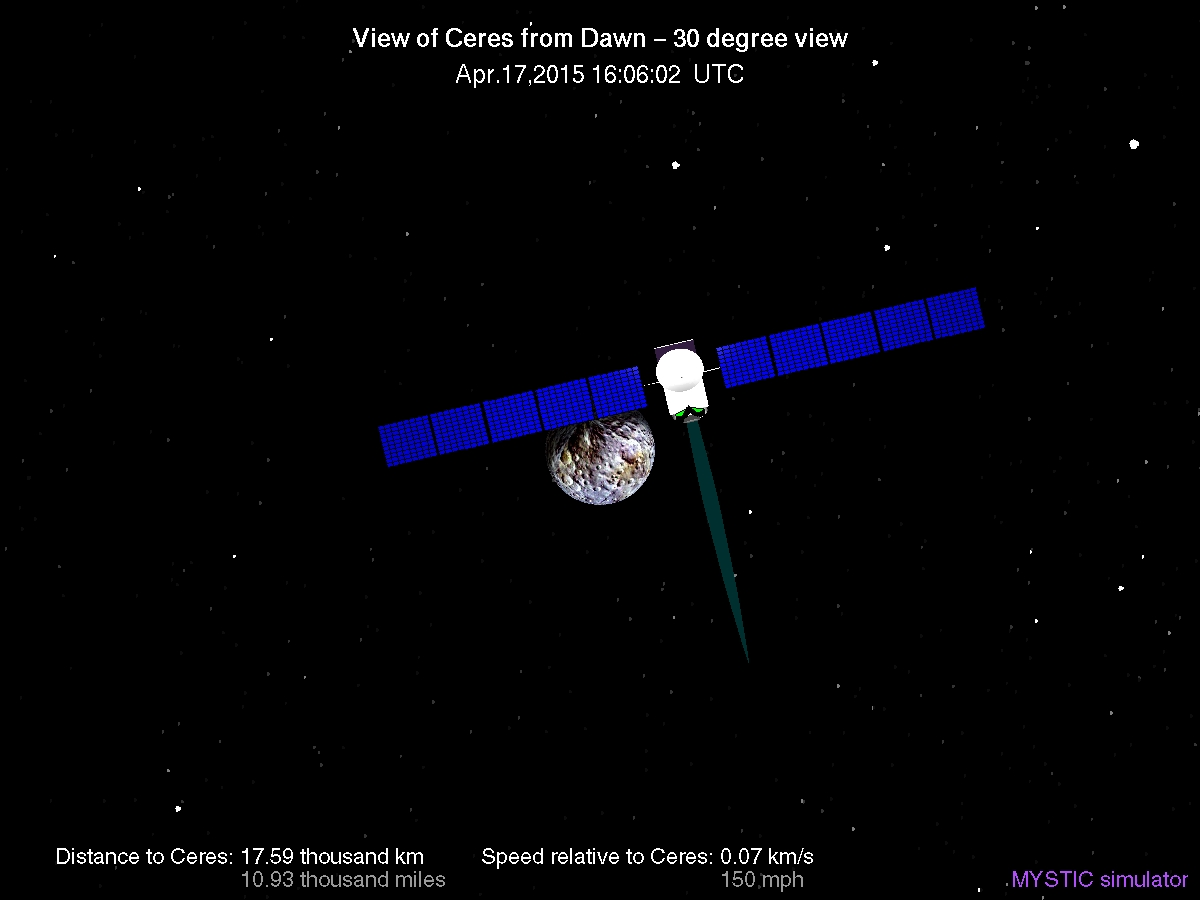 View of Ceres from Dawn – 30 degree view
Apr.17,2015 16:06:02 UTC
Distance to Ceres: 17.59 thousand km Speed relative to Ceres: 0.07 km/s
10.93 thousand miles 150 mph
MYSTIC simulator